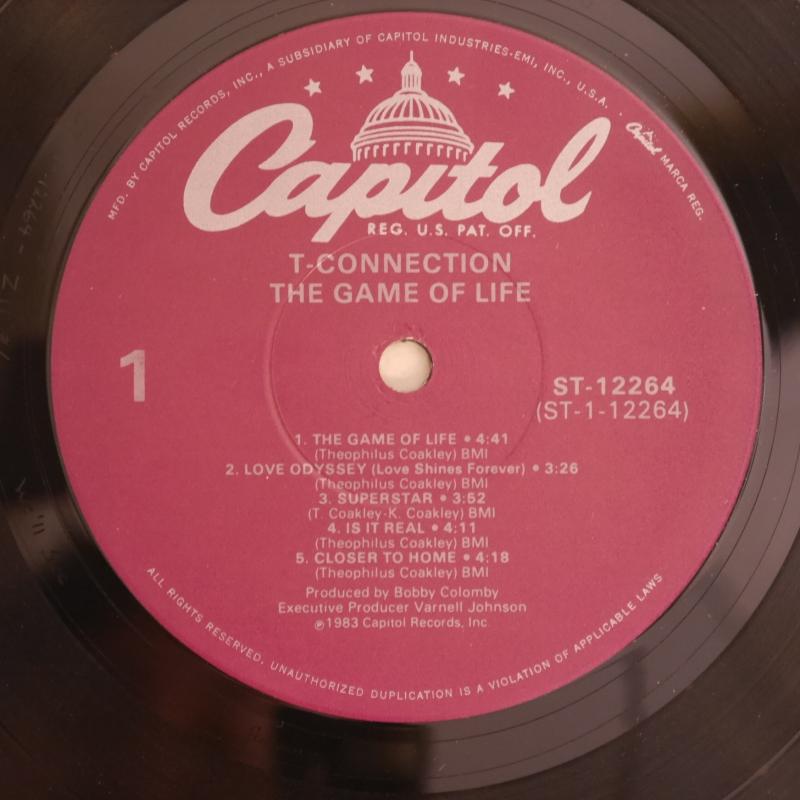 MFD. BY CAPITOL RECORDS, INC., A SUBSIDIARY OF CAPITOL INDUSTRIES-EMI, INC., U.S.A. · Capitol MARCA REG.
Capitol
REG. U.S. PAT. OFF.
T-CONNECTION
THE GAME OF LIFE
1
ST-12264
(ST-1-12264)
1. THE GAME OF LIFE • 4:41
(Theophilus Coakley) BMI
2. LOVE ODYSSEY (Love Shines Forever) • 3:26
(Theophilus Coakley) BMI
3. SUPERSTAR • 3:52
(T. Coakley-K. Coakley) BMI
4. IS IT REAL • 4:11
(Theophilus Coakley) BMI
5. CLOSER TO HOME • 4:18
(Theophilus Coakley) BMI
Produced by Bobby Colomby
Executive Producer Varnell Johnson
℗1983 Capitol Records, Inc.
ALL RIGHTS RESERVED. UNAUTHORIZED DUPLICATION IS A VIOLATION OF APPLICABLE LAWS